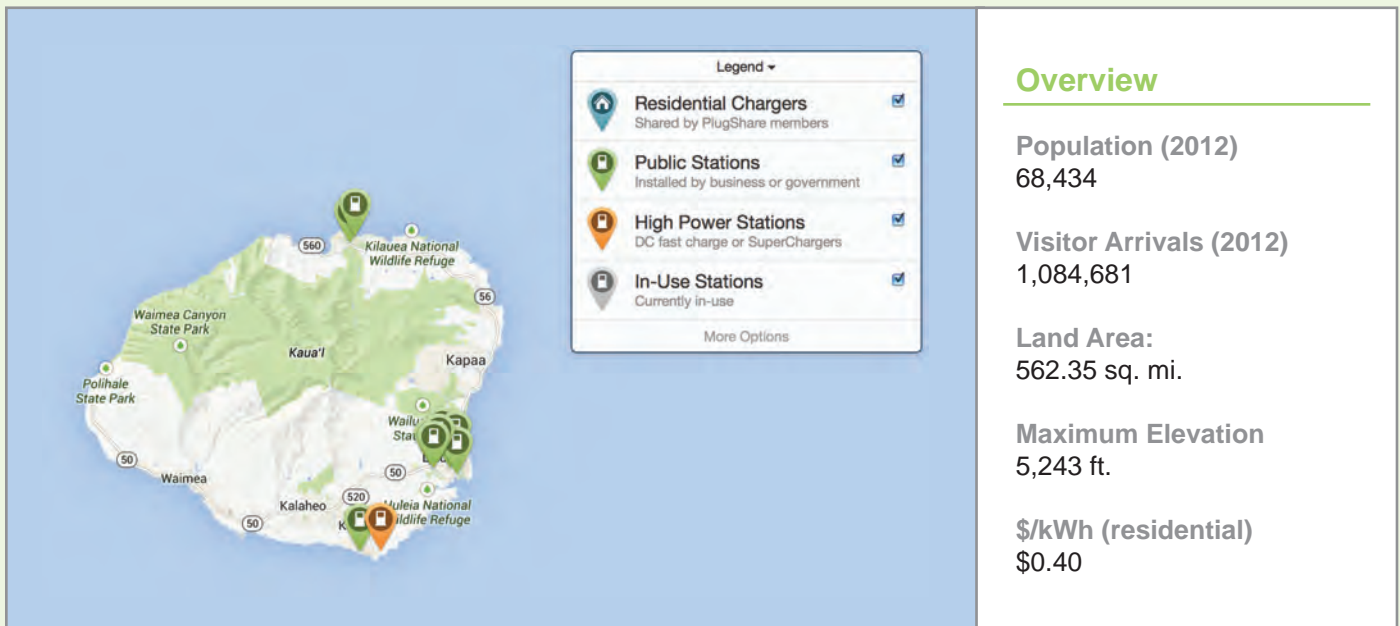 Legend
Residential Chargers
Shared by PlugShare members
Public Stations
Installed by business or government
High Power Stations
DC fast charge or SuperChargers
In-Use Stations
Currently in-use
More Options
560
Kilauea National
Wildlife Refuge
56
Waimea Canyon
State Park
Kaua'I
Kapaa
Polihale
State Park
50
Waimea
50
Kalaheo
520
50
National
Refuge
Overview
Population (2012)
68,434
Visitor Arrivals (2012)
1,084,681
Land Area:
562.35 sq. mi.
Maximum Elevation
5,243 ft.
$/kWh (residential)
$0.40